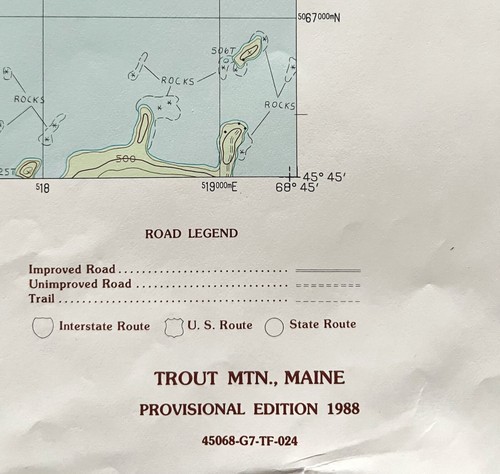 5067000mN
506T
ROCKS
ROCKS
ROCKS
500
25T
45° 45'
518
519000mE
68° 45'
ROAD LEGEND
Improved Road
Unimproved Road
Trail
Interstate Route U. S. Route State Route
TROUT MTN., MAINE
PROVISIONAL EDITION 1988
45068-G7-TF-024